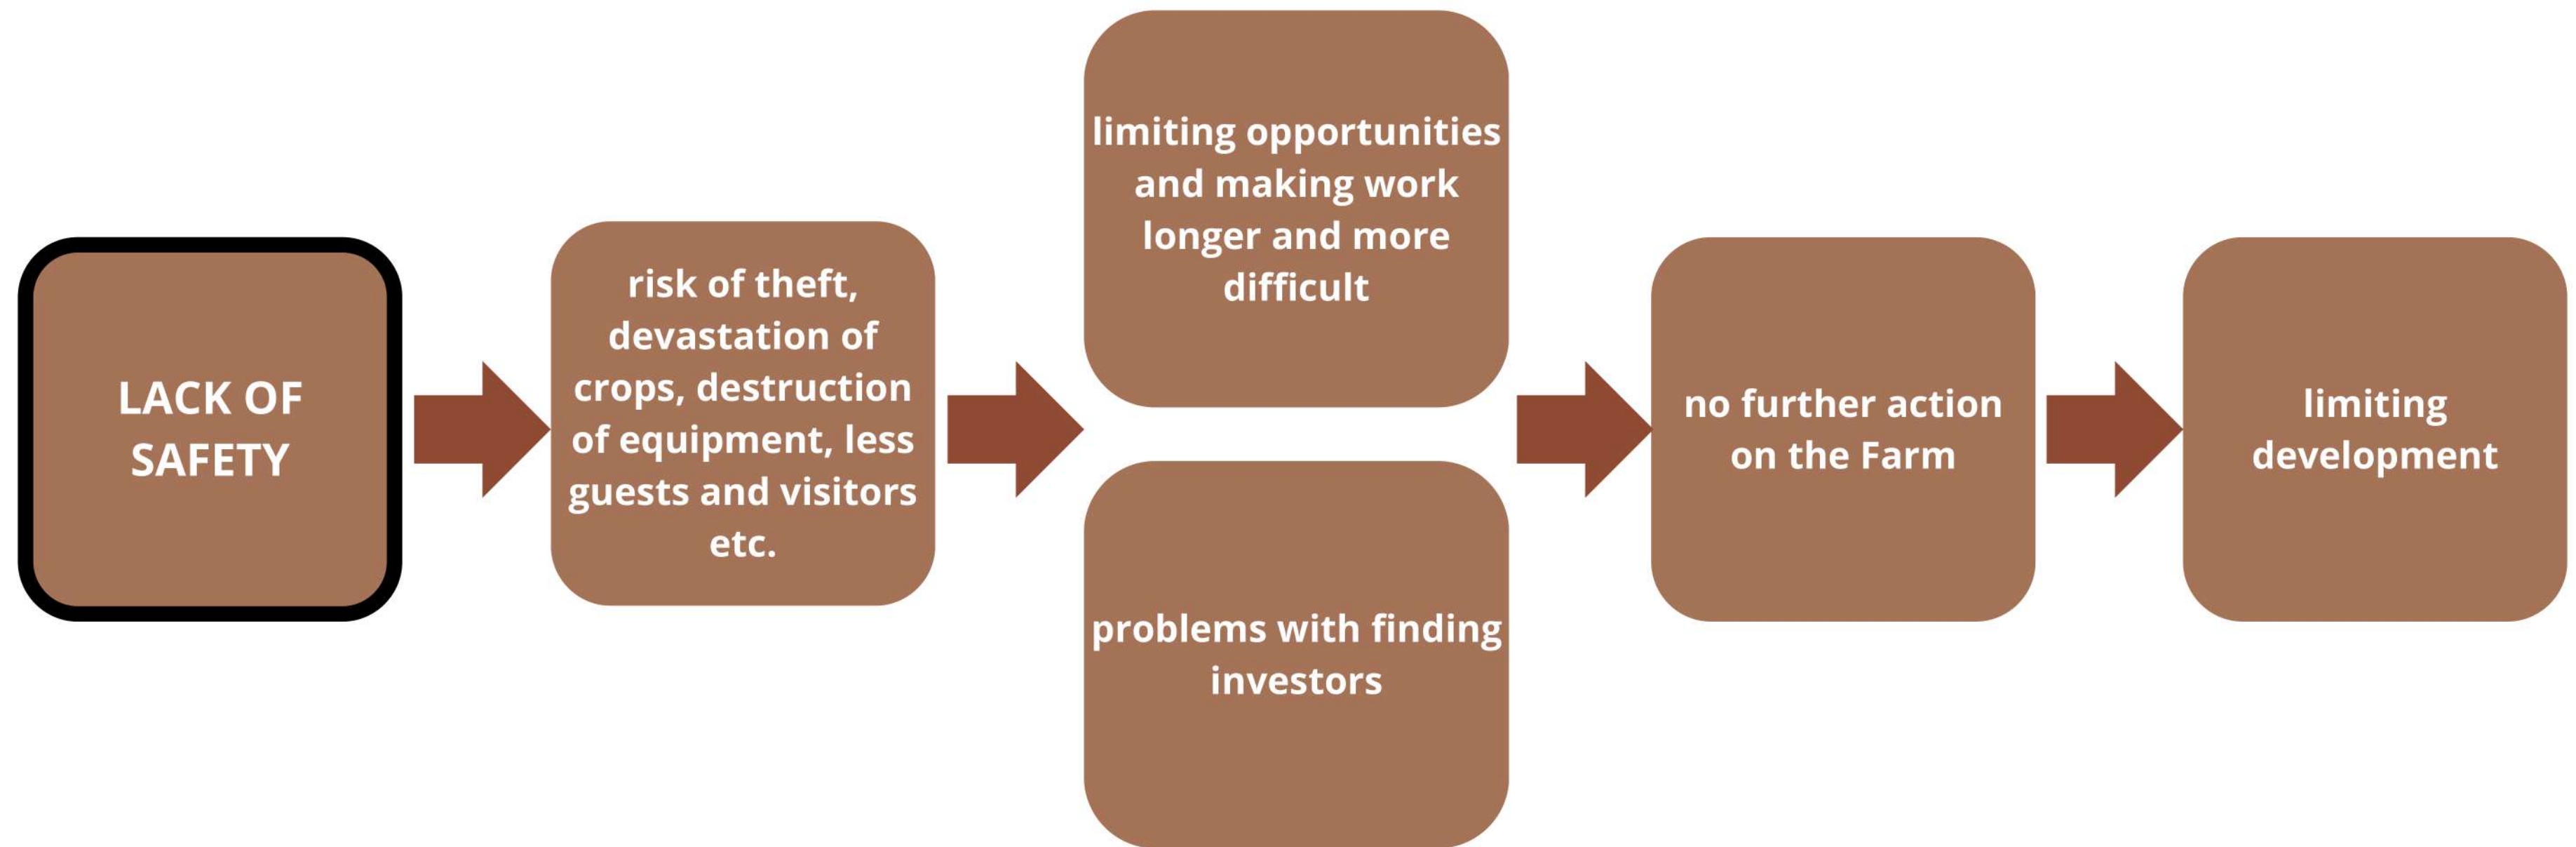 LACK OF
SAFETY
risk of theft,
devastation of
crops, destruction
of equipment, less
guests and visitors
etc.
limiting opportunities
and making work
longer and more
difficult
problems with finding
investors
no further action
on the Farm
limiting
development